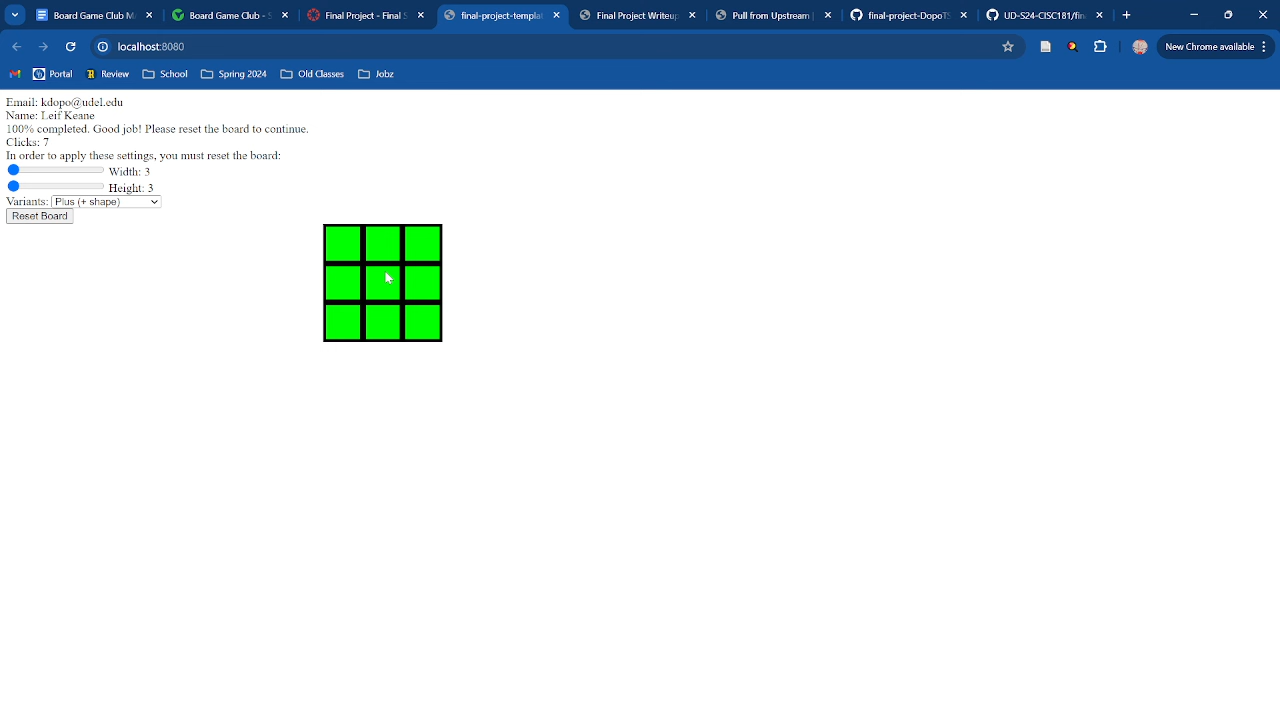 Board Game Club M
Board Game Club - S
Final Project - Final S
final-project-templat
Final Project Writeup
Pull from Upstream |
final-project-DopoTS
UD-S24-CISC181/fin
localhost:8080
New Chrome available
Portal
Review
School
Spring 2024
Old Classes
Jobz
Email: kdopo@udel.edu
Name: Leif Keane
100% completed. Good job! Please reset the board to continue.
Clicks: 7
In order to apply these settings, you must reset the board:
Width: 3
Height: 3
Variants: Plus (+ shape)
Reset Board